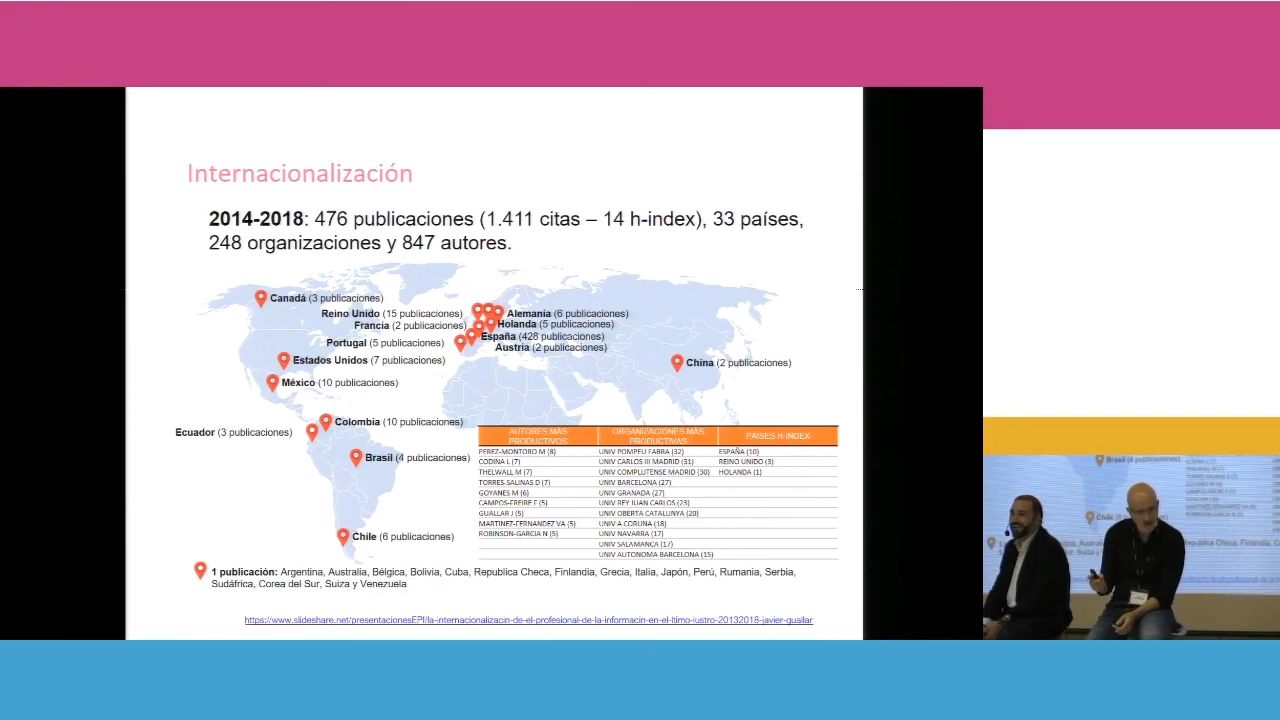 Internacionalización
2014-2018: 476 publicaciones (1.411 citas – 14 h-index), 33 países,
248 organizaciones y 847 autores.
Canadá (3 publicaciones)
Reino Unido (15 publicaciones)
Alemania (6 publicaciones)
Francia (2 publicaciones)
Holanda (5 publicaciones)
España (428 publicaciones)
Portugal (5 publicaciones)
Austria (2 publicaciones)
Estados Unidos (7 publicaciones)
China (2 publicaciones)
México (10 publicaciones)
Colombia (10 publicaciones)
Ecuador (3 publicaciones)
Brasil (4 publicaciones)
Chile (6 publicaciones)
AUTORES MÁS PRODUCTIVOS ORGANIZACIONES MÁS PRODUCTIVAS PAÍSES H INDEX
PEREZ-MONTORO M (8) UNIV POMPEU FABRA (32) ESPAÑA (10)
CODINA L (7) UNIV CARLOS III MADRID (31) REINO UNIDO (3)
THELWALL M (7) UNIV COMPLUTENSE MADRID (30) HOLANDA (1)
TORRES-SALINAS D (7) UNIV BARCELONA (27)
GOYANES M (6) UNIV GRANADA (27)
CAMPOS-FREIRE F (5) UNIV REY JUAN CARLOS (23)
GUALLAR J (5) UNIV OBERTA CATALUNYA (20)
MARTINEZ-FERNANDEZ VA (5) UNIV A CORUNA (18)
ROBINSON-GARCIA N (5) UNIV NAVARRA (17)
UNIV SALAMANCA (17)
UNIV AUTONOMA BARCELONA (15)
1 publicación: Argentina, Australia, Bélgica, Bolivia, Cuba, Republica Checa, Finlandia, Grecia, Italia, Japón, Perú, Rumania, Serbia,
Sudáfrica, Corea del Sur, Suiza y Venezuela
https://www.slideshare.net/presentacionesEPI/la-internacionalizacin-de-el-profesional-de-la-informacin-en-el-ltimo-lustro-20132018-javier-guallar
Brasil (4 publicaciones)
Chile (6 publicaciones)